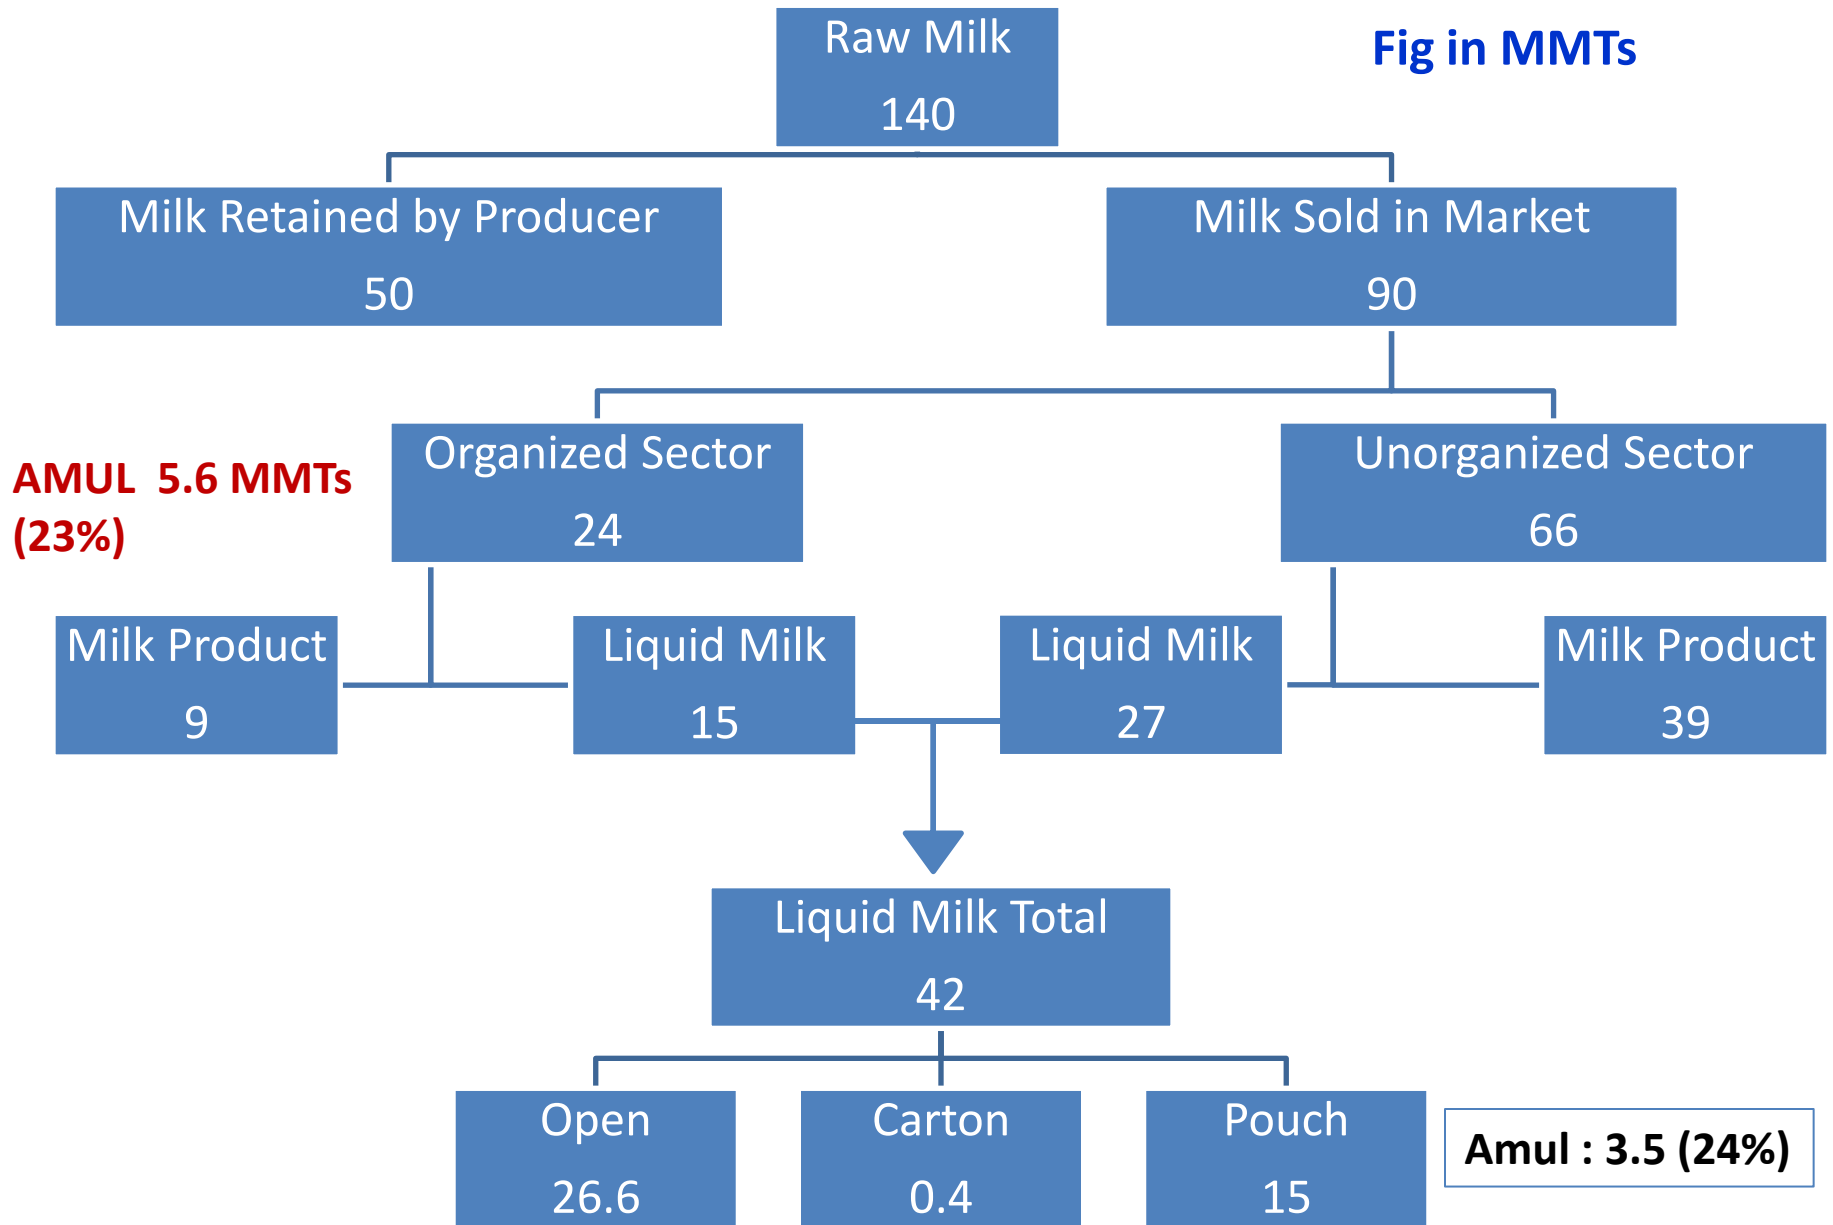 Raw Milk
140
Fig in MMTs
Milk Retained by Producer
50
Milk Sold in Market
90
AMUL 5.6 MMTs
(23%)
Organized Sector
24
Unorganized Sector
66
Milk Product
9
Liquid Milk
15
Liquid Milk
27
Milk Product
39
Liquid Milk Total
42
Open
26.6
Carton
0.4
Pouch
15
Amul : 3.5 (24%)